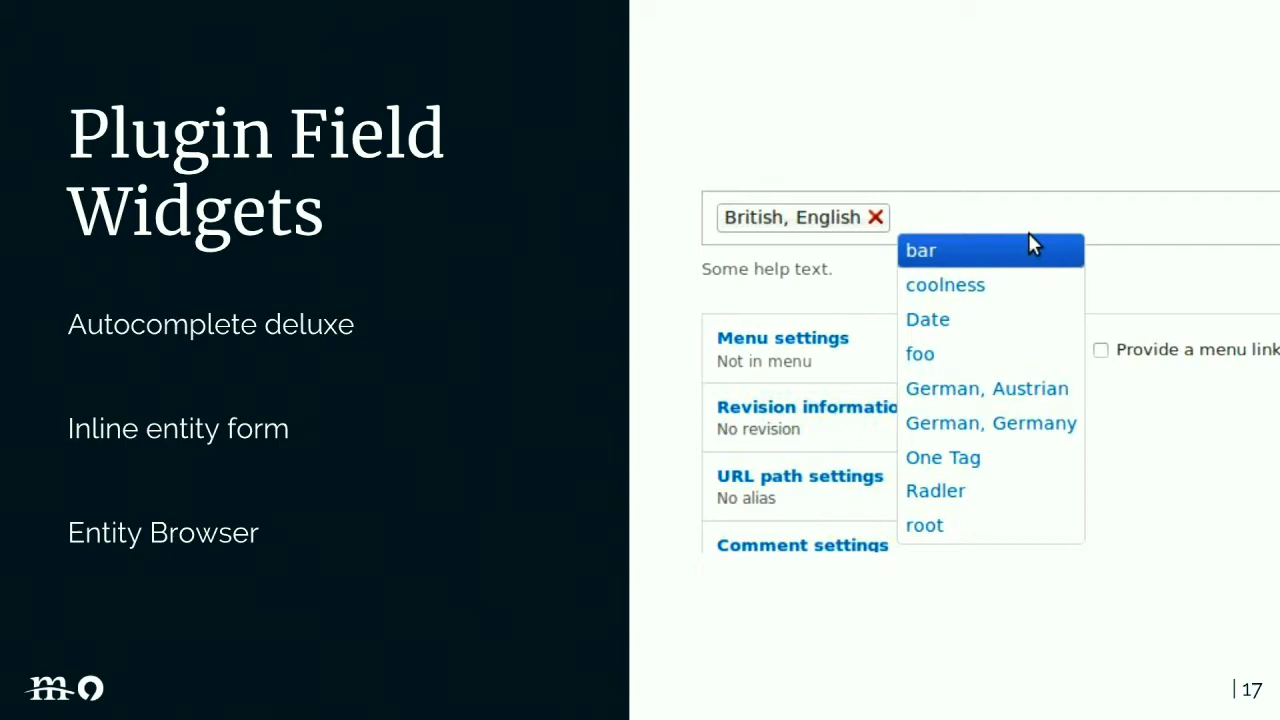 Plugin Field
Widgets
Autocomplete deluxe
Inline entity form
Entity Browser
British, English
Some help text.
bar
coolness
Date
foo
German, Austrian
German, Germany
One Tag
Radler
root
Menu settings
Not in menu
Revision informatio
No revision
URL path settings
No alias
Comment settings
Provide a menu link
m
| 17